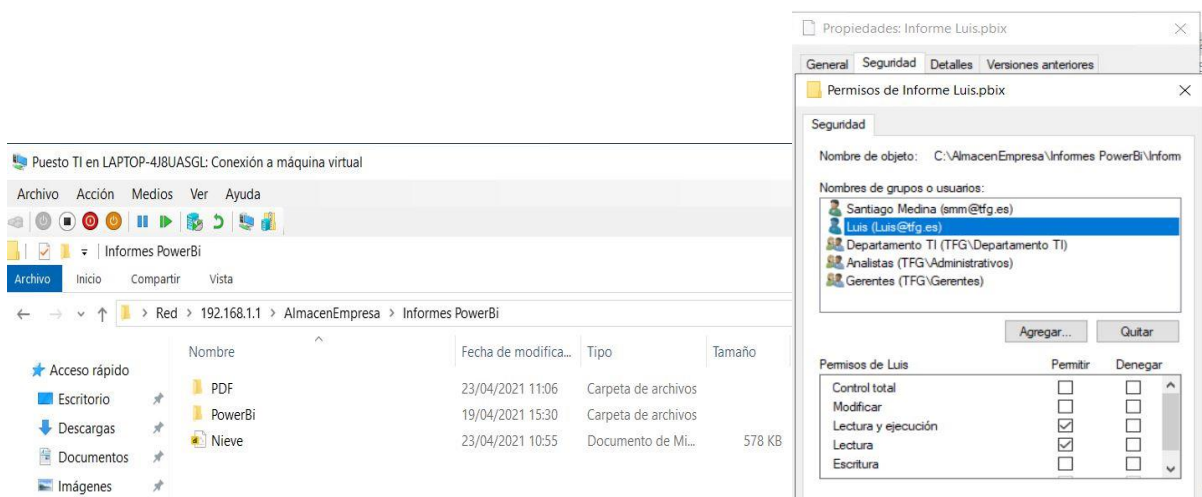 Puesto TI en LAPTOP-4J8UASGL: Conexión a máquina virtual
Archivo Acción Medios Ver Ayuda
Informes PowerBi
Archivo Inicio Compartir Vista
Red > 192.168.1.1 > AlmacenEmpresa > Informes PowerBi
Nombre Fecha de modifica... Tipo Tamaño
Acceso rápido
Escritorio
Descargas
Documentos
Imágenes
PDF 23/04/2021 11:06 Carpeta de archivos
PowerBi 19/04/2021 15:30 Carpeta de archivos
Nieve 23/04/2021 10:55 Documento de Mi... 578 KB
Propiedades: Informe Luis.pbix
General Seguridad Detalles Versiones anteriores
Permisos de Informe Luis.pbix
Seguridad
Nombre de objeto: C:\AlmacenEmpresa\Informes PowerBi\Inform
Nombres de grupos o usuarios:
Santiago Medina (smm@tfg.es)
Luis (Luis@tfg.es)
Departamento TI (TFG\Departamento TI)
Analistas (TFG\Administrativos)
Gerentes (TFG\Gerentes)
Agregar... Quitar
Permisos de Luis Permitir Denegar
Control total
Modificar
Lectura y ejecución
Lectura
Escritura